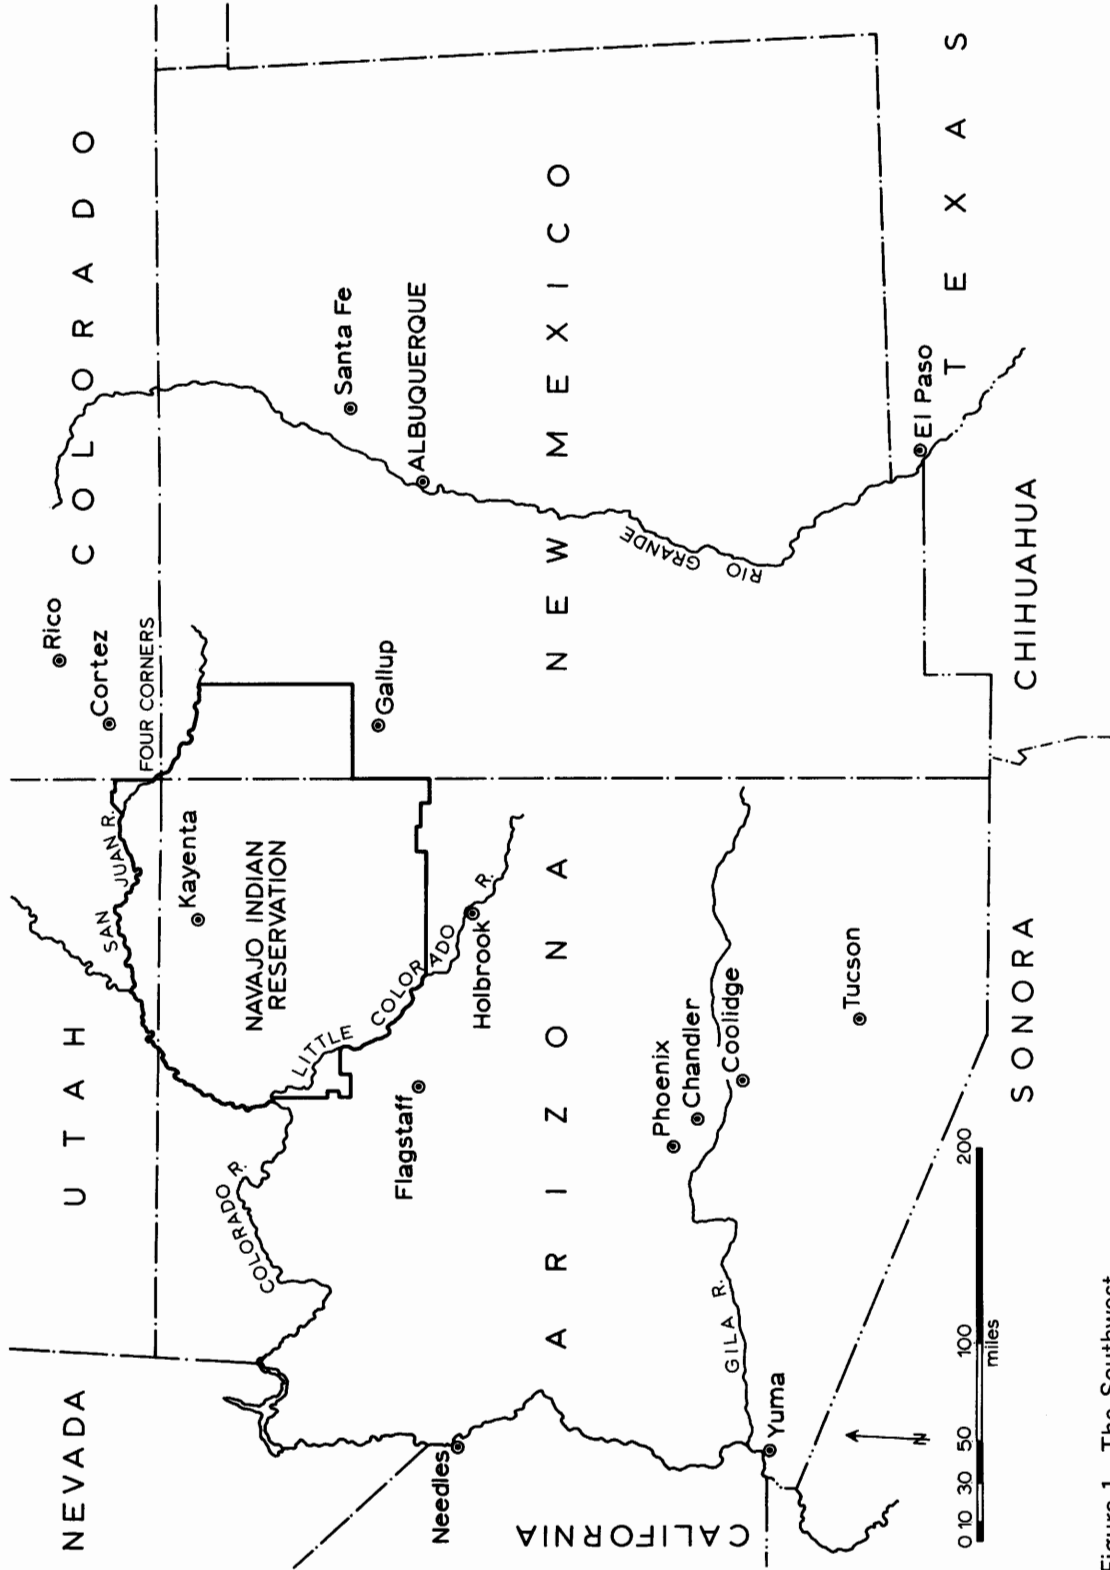 NEVADA
UTAH
COLORADO
Rico
Cortez
FOUR CORNERS
SAN JUAN R.
Kayenta
NAVAJO INDIAN
RESERVATION
COLORADO R.
LITTLE COLORADO R.
Santa Fe
ALBUQUERQUE
Gallup
Flagstaff
Holbrook
Needles
ARIZONA
NEW MEXICO
RIO GRANDE
CALIFORNIA
Phoenix
Chandler
Coolidge
GILA R.
Yuma
Tucson
El Paso
TEXAS
SONORA
CHIHUAHUA
N
0 10 30 50 100 200
miles
Figure 1. The Southwest